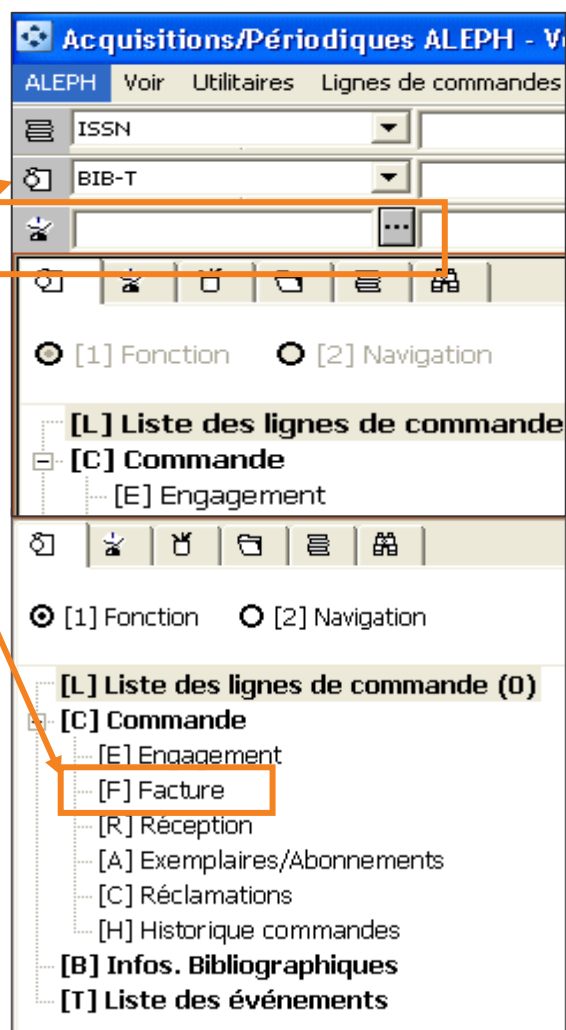 Acquisitions/Périodiques ALEPH - V
ALEPH Voir Utilitaires Lignes de commandes
ISSN
BIB-T
...
[1] Fonction [2] Navigation
[L] Liste des lignes de commande
[C] Commande
[E] Engagement
[1] Fonction [2] Navigation
[L] Liste des lignes de commande (0)
[C] Commande
[E] Engagement
[F] Facture
[R] Réception
[A] Exemplaires/Abonnements
[C] Réclamations
[H] Historique commandes
[B] Infos. Bibliographiques
[T] Liste des événements